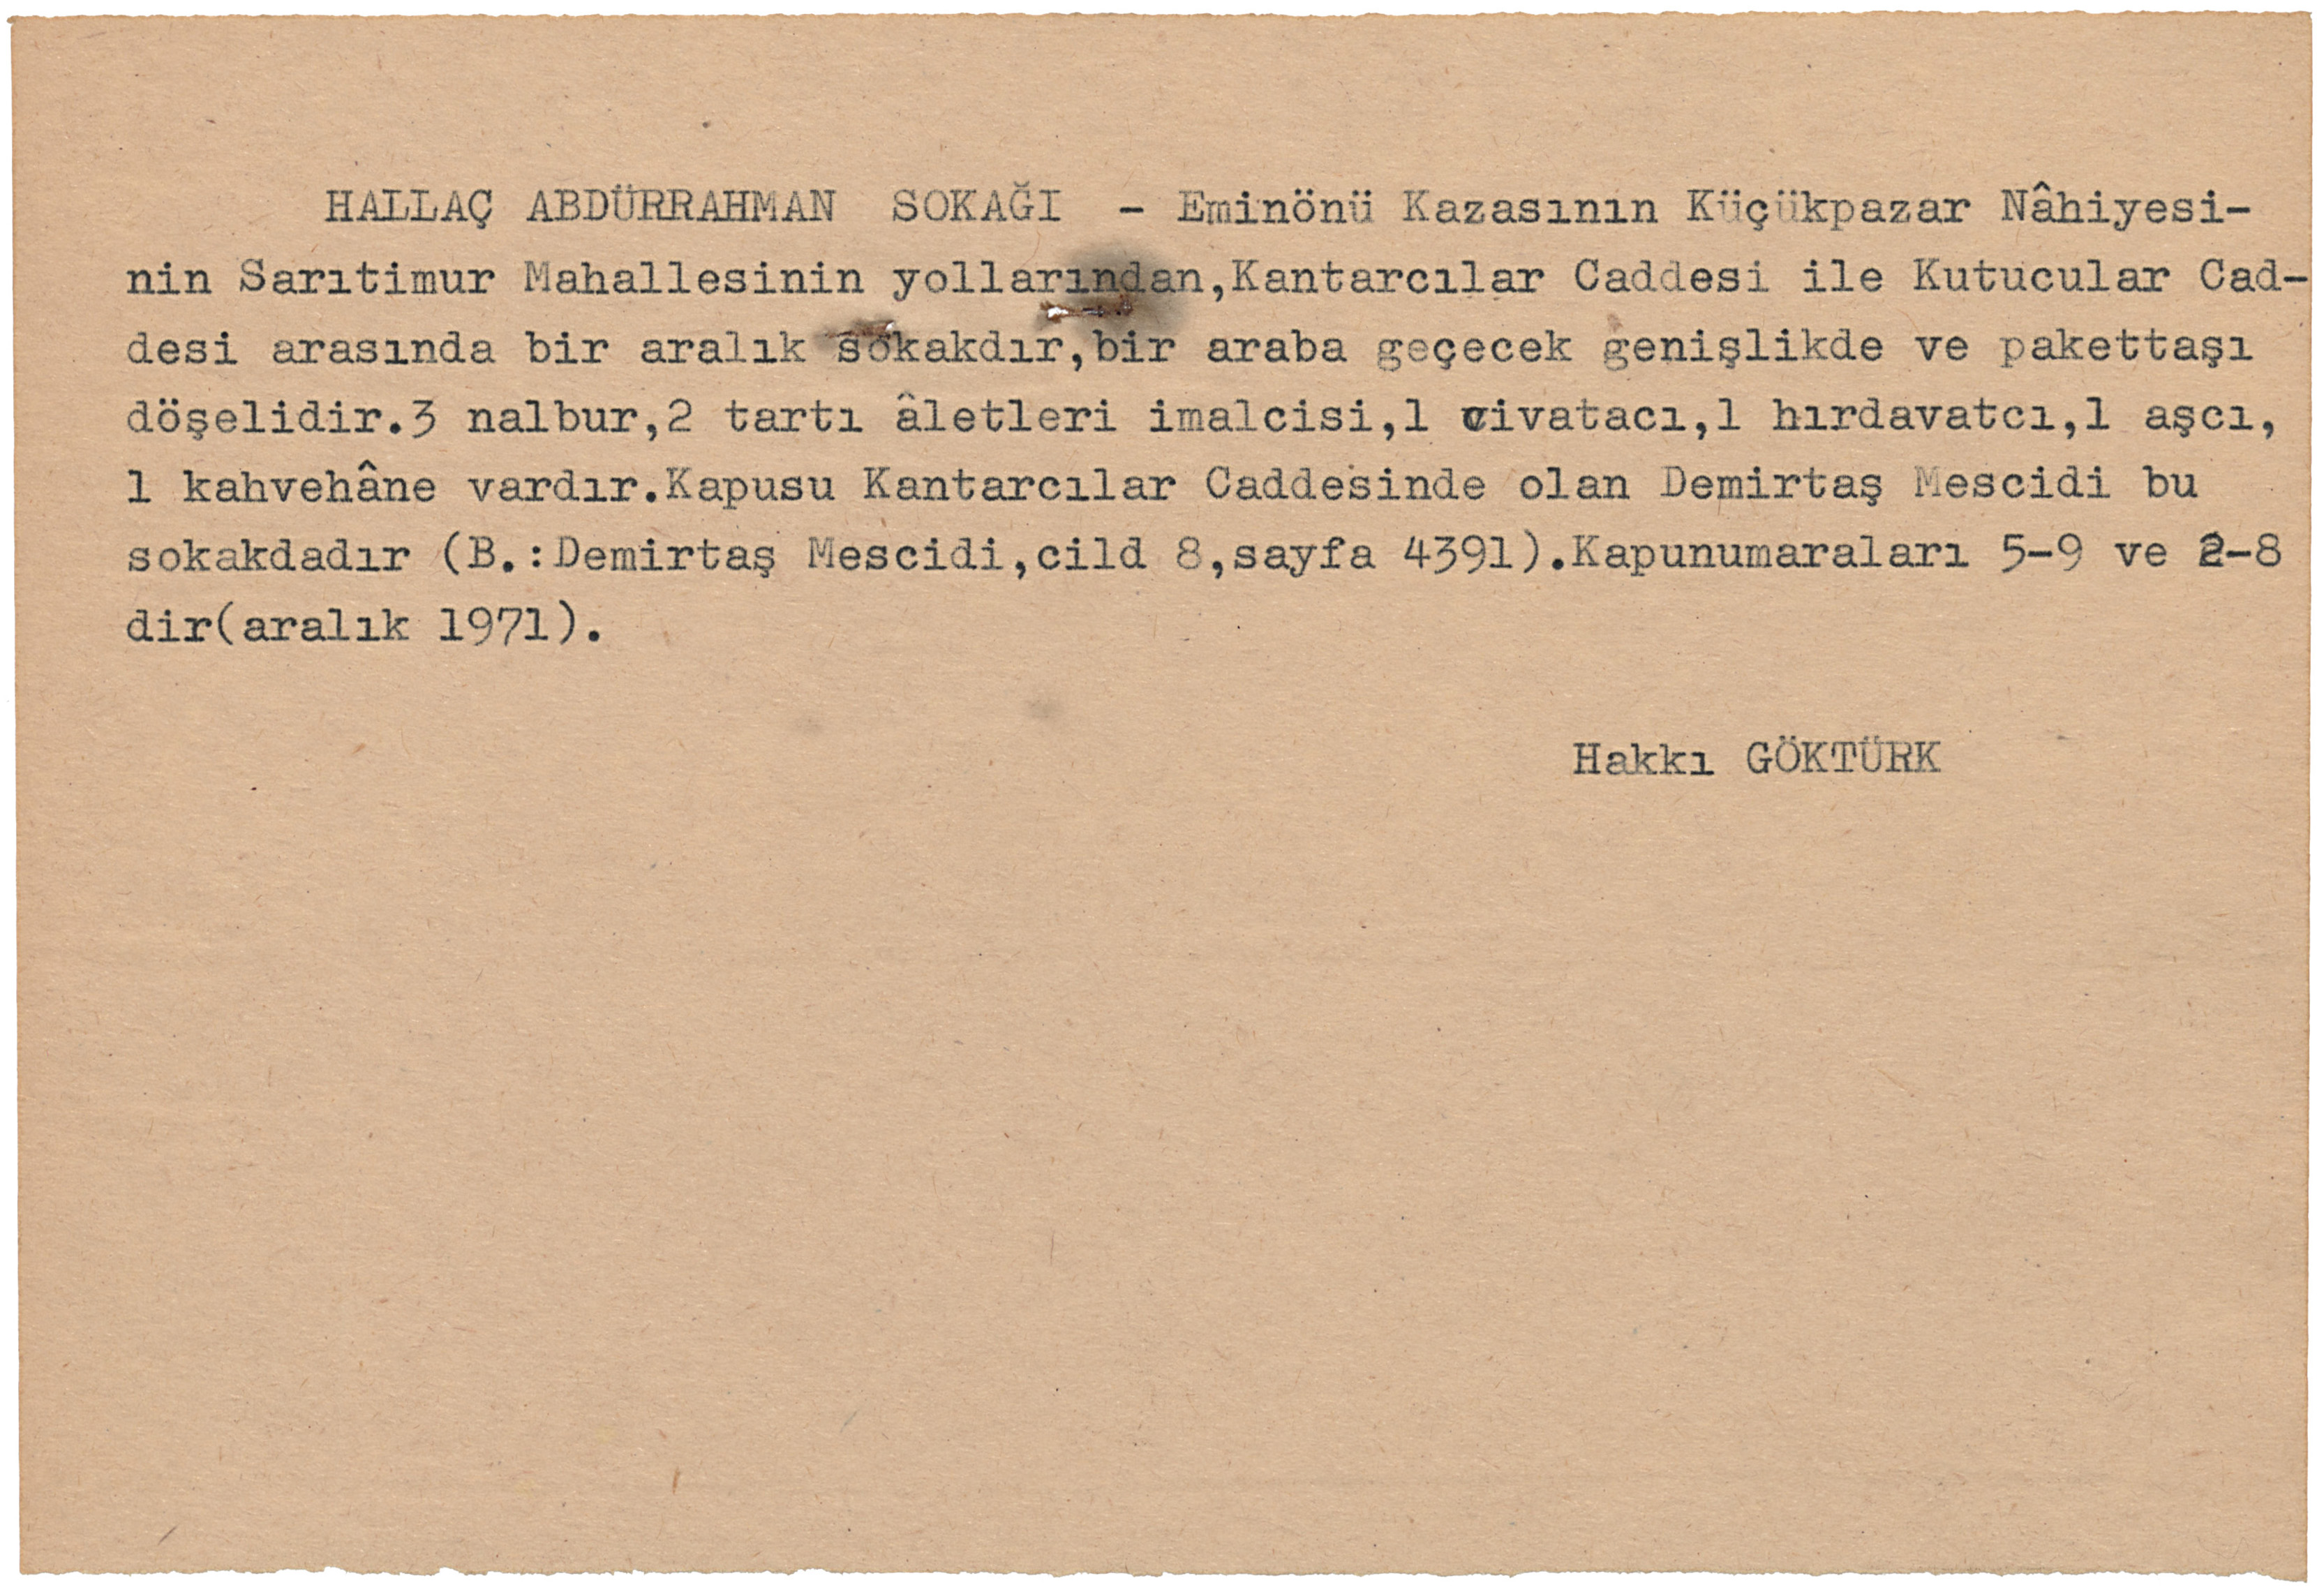 HALLAÇ ABDÜRRAHMAN SOKAĞI - Eminönü Kazasının Küçükpazar Nâhiyesi-
nin Sarıtimur Mahallesinin yollarından,Kantarcılar Caddesi ile Kutucular Cad-
desi arasında bir aralık sokakdır,bir araba geçecek genişlikde ve pakettaşı
döşelidir.3 nalbur,2 tartı âletleri imalcisi,1 civatacı,1 hırdavatcı,1 aşcı,
1 kahvehâne vardır.Kapusu Kantarcılar Caddesinde olan Demirtaş Mescidi bu
sokakdadır (B.:Demirtaş Mescidi,cild 8,sayfa 4391).Kapunumaraları 5-9 ve 2-8
dir(aralık 1971).
Hakkı GÖKTÜRK